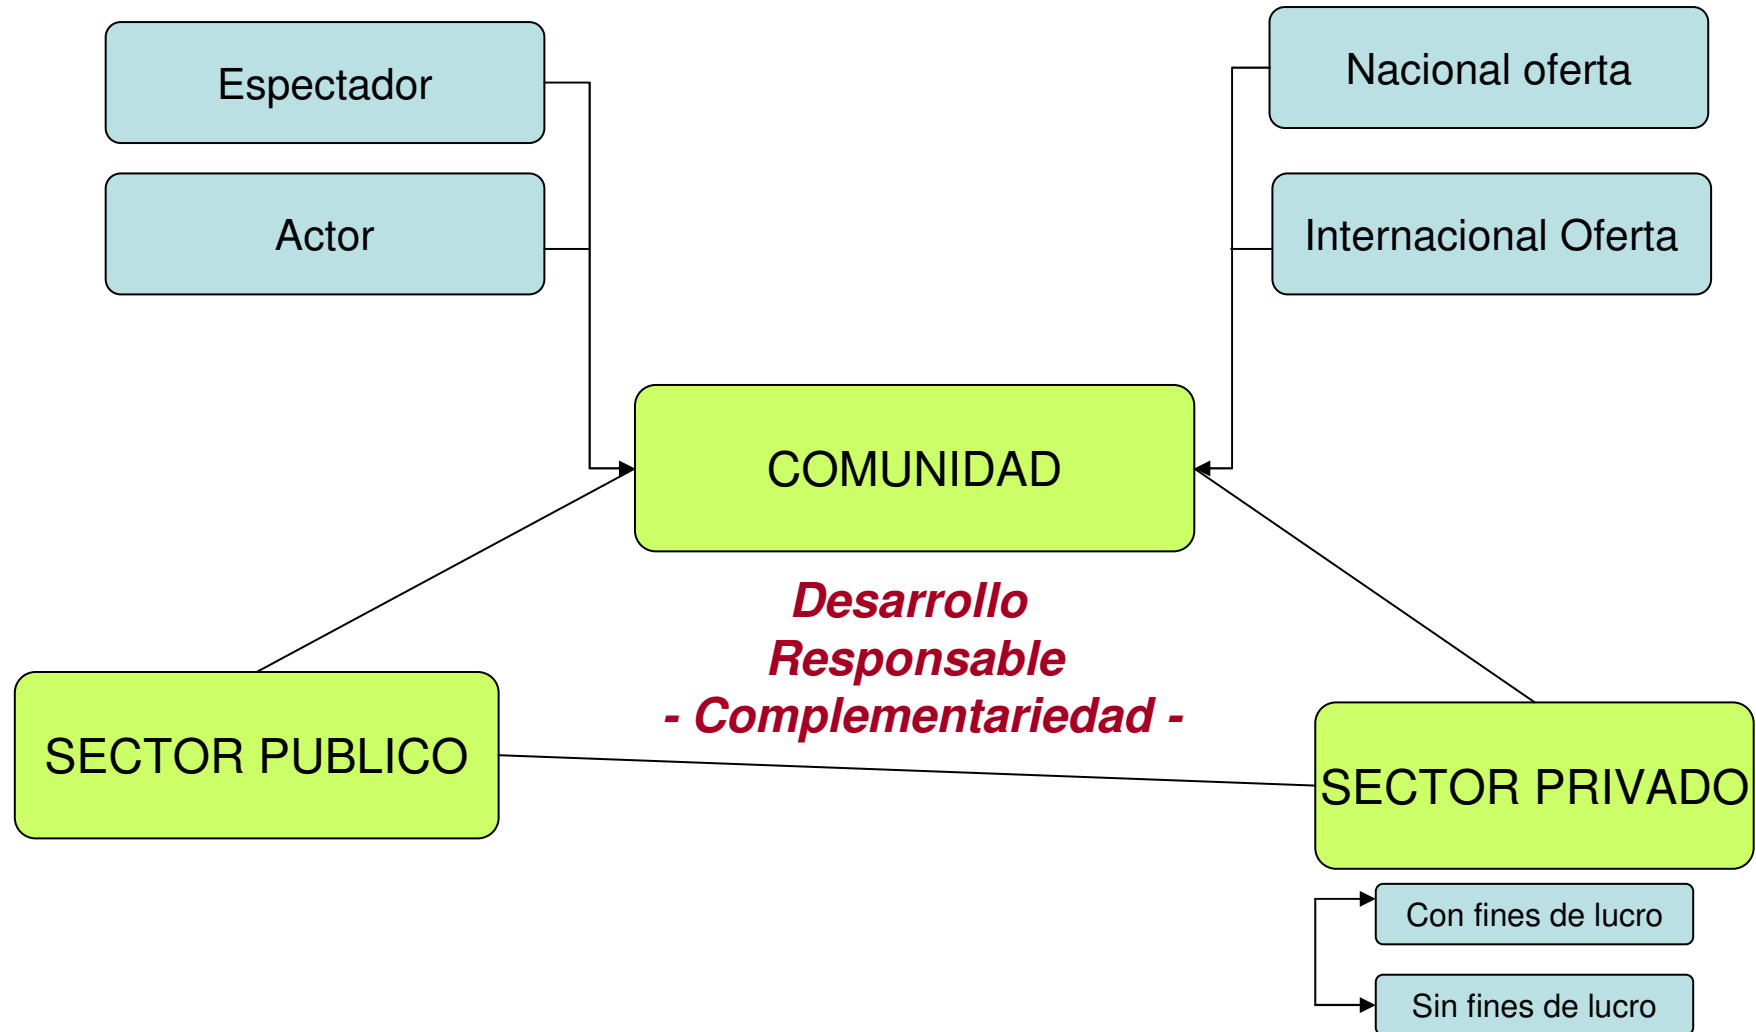 Espectador
Nacional oferta
Actor
Internacional Oferta
COMUNIDAD
Desarrollo
Responsable
- Complementariedad -
SECTOR PUBLICO
SECTOR PRIVADO
Con fines de lucro
Sin fines de lucro